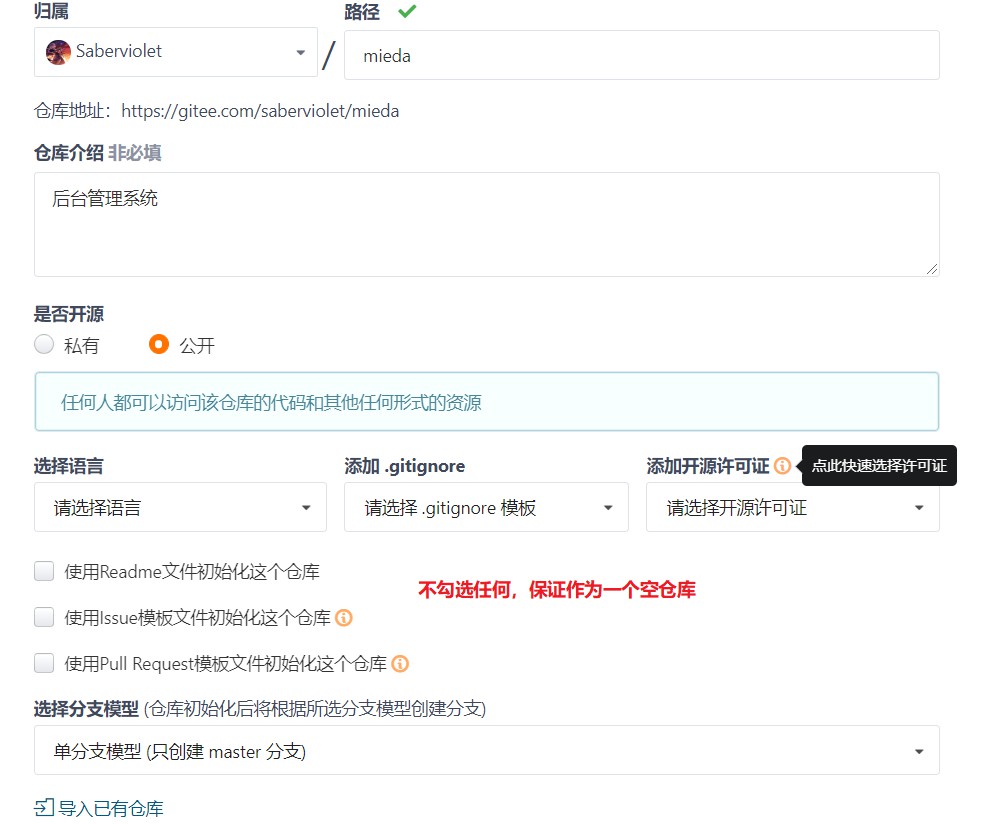 归属 路径
Saberviolet / mieda
仓库地址：https://gitee.com/saberviolet/mieda
仓库介绍 非必填
后台管理系统
是否开源
私有 公开
任何人都可以访问该仓库的代码和其他任何形式的资源
选择语言 添加 .gitignore 添加开源许可证 点此快速选择许可证
请选择语言 请选择 .gitignore 模板 请选择开源许可证
使用Readme文件初始化这个仓库
不勾选任何，保证作为一个空仓库
使用Issue模板文件初始化这个仓库
使用Pull Request模板文件初始化这个仓库
选择分支模型 (仓库初始化后将根据所选分支模型创建分支)
单分支模型 (只创建 master 分支)
导入已有仓库